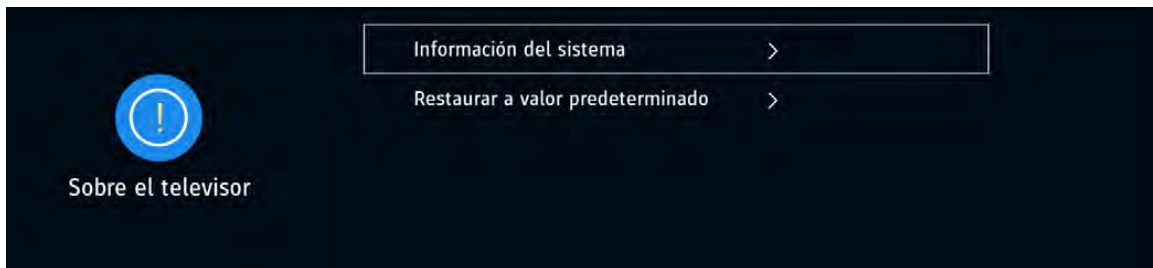 Información del sistema
Restaurar a valor predeterminado
Sobre el televisor